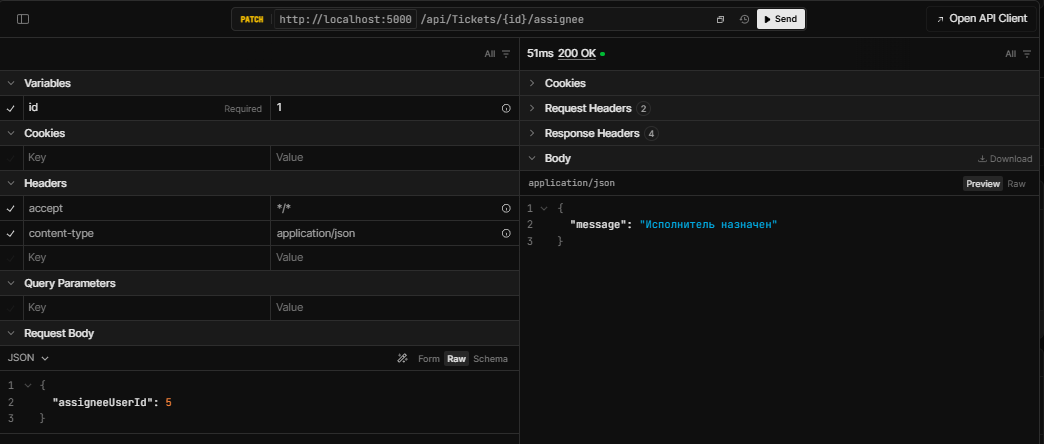 PATCH http://localhost:5000 /api/Tickets/{id}/assignee Send Open API Client
All
Variables
id Required 1
Cookies
Key Value
Headers
accept */*
content-type application/json
Key Value
Query Parameters
Key Value
Request Body
JSON Form Raw Schema
1 {
2 "assigneeUserId": 5
3 }
51ms 200 OK All
Cookies
Request Headers 2
Response Headers 4
Body Download
application/json Preview Raw
1 {
2 "message": "Исполнитель назначен"
3 }